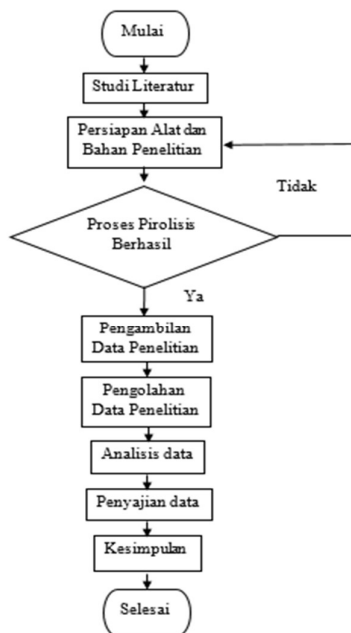 Mulai
Studi Literatur
Persiapan Alat dan
Bahan Penelitian
Tidak
Proses Pirolisis
Berhasil
Ya
Pengambilan
Data Penelitian
Pengolahan
Data Penelitian
Analisis data
Penyajian data
Kesimpulan
Selesai